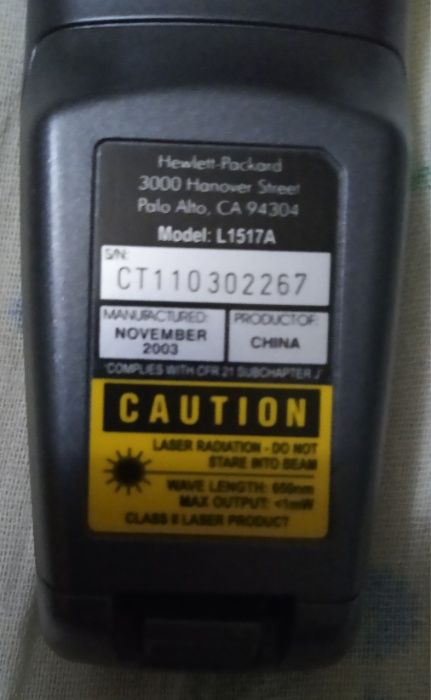 Hewlett-Packard
3000 Hanover Street
Palo Alto, CA 94304
Model: L1517A
S/N:
CT110302267
MANUFACTURED:
NOVEMBER
2003
PRODUCT OF:
CHINA
*COMPLIES WITH CFR 21 SUBCHAPTER J*
CAUTION
LASER RADIATION - DO NOT
STARE INTO BEAM
WAVE LENGTH: 650nm
MAX OUTPUT: <1mW
CLASS II LASER PRODUCT